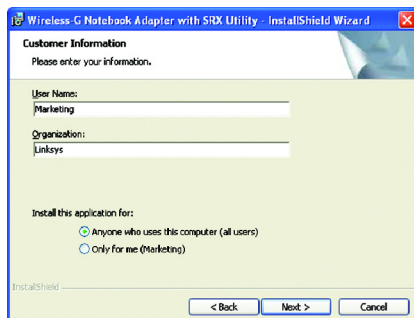 Wireless-G Notebook Adapter with SRX Utility - InstallShield Wizard
Customer Information
Please enter your information.
User Name:
Marketing
Organization:
Linksys
Install this application for:
Anyone who uses this computer (all users)
Only for me (Marketing)
InstallShield
< Back Next > Cancel